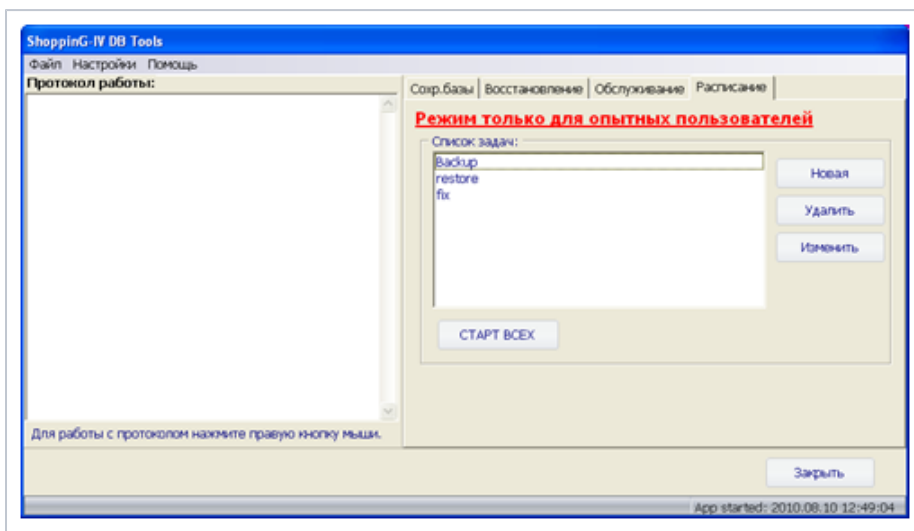 ShoppinG-IV DB Tools
Файл Настройки Помощь
Протокол работы:
Сохр.базы Восстановление Обслуживание Расписание
Режим только для опытных пользователей
Список задач:
Backup
restore
fix
Новая
Удалить
Изменить
СТАРТ ВСЕХ
Для работы с протоколом нажмите правую кнопку мыши.
Закрыть
App started: 2010.08.10 12:49:04